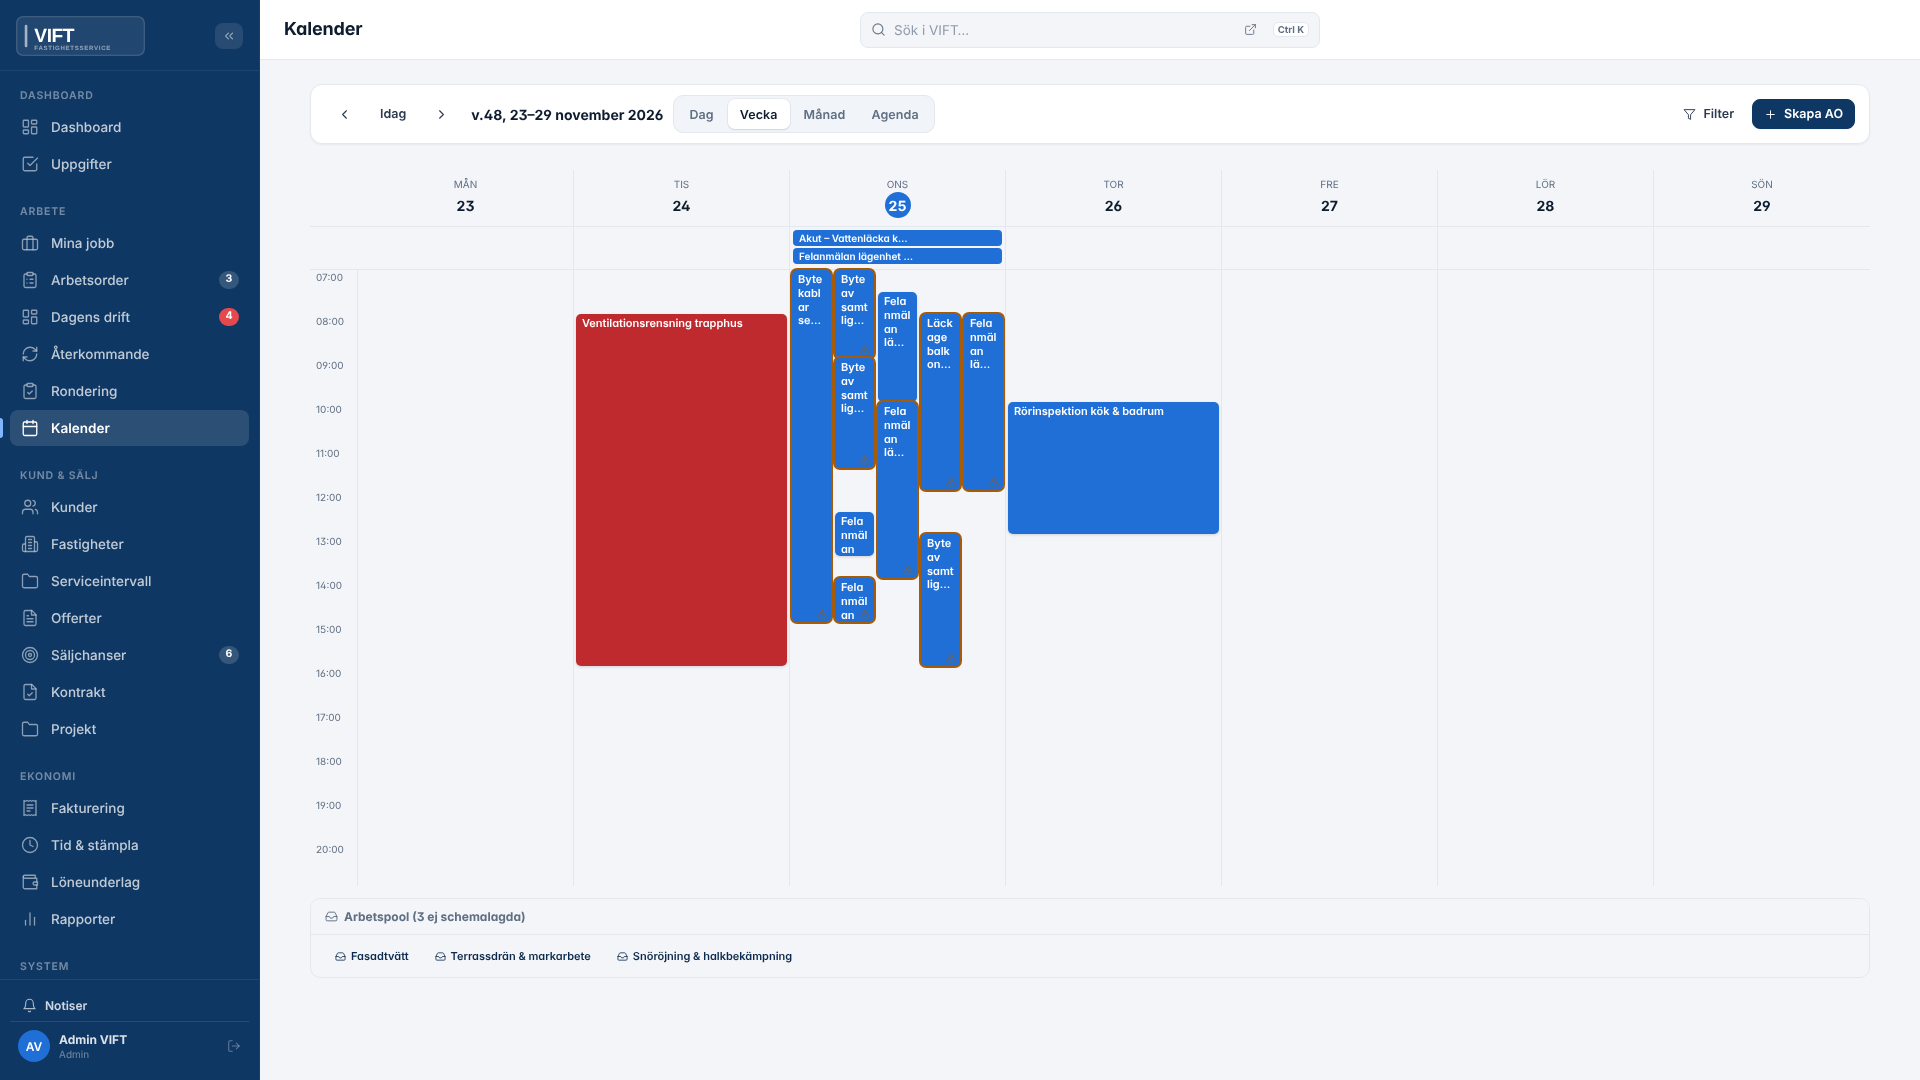 VIFT
FASTIGHETSSERVICE
DASHBOARD
Dashboard
Uppgifter
ARBETE
Mina jobb
Arbetsorder 3
Dagens drift 4
Återkommande
Rondering
Kalender
KUND & SÄLJ
Kunder
Fastigheter
Serviceintervall
Offerter
Säljchanser 6
Kontrakt
Projekt
EKONOMI
Fakturering
Tid & stämpla
Löneunderlag
Rapporter
SYSTEM
Notiser
AV
Admin VIFT
Admin
Kalender
Sök i VIFT...
Ctrl K
Idag
v.48, 23–29 november 2026
Dag
Vecka
Månad
Agenda
Filter
Skapa AO
MÅN
23
TIS
24
ONS
25
TOR
26
FRE
27
LÖR
28
SÖN
29
Akut – Vattenläcka k...
Felanmälan lägenhet ...
07:00
08:00
09:00
10:00
11:00
12:00
13:00
14:00
15:00
16:00
17:00
18:00
19:00
20:00
Ventilationsrensning trapphus
Byte
kabl
ar
se...
Byte
av
samt
lig...
Byte
av
samt
lig...
Fela
nmäl
an
Fela
nmäl
an
Fela
nmäl
an
lä...
Fela
nmäl
an
lä...
Läck
age
balk
on...
Byte
av
samt
lig...
Fela
nmäl
an
lä...
Rörinspektion kök & badrum
Arbetspool (3 ej schemalagda)
Fasadtvätt
Terrassdrän & markarbete
Snöröjning & halkbekämpning